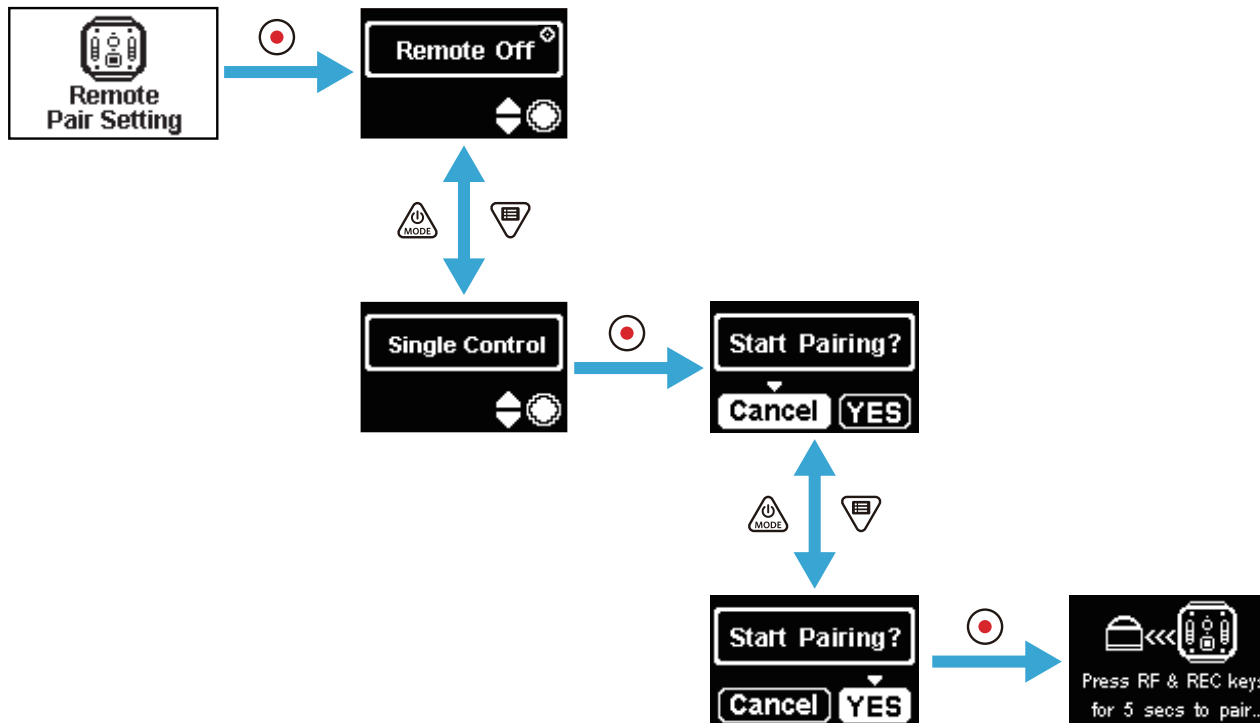 Remote
Pair Setting
Remote Off
MODE
Single Control
Start Pairing?
Cancel YES
MODE
Start Pairing?
Cancel YES
Press RF & REC keys
for 5 secs to pair..